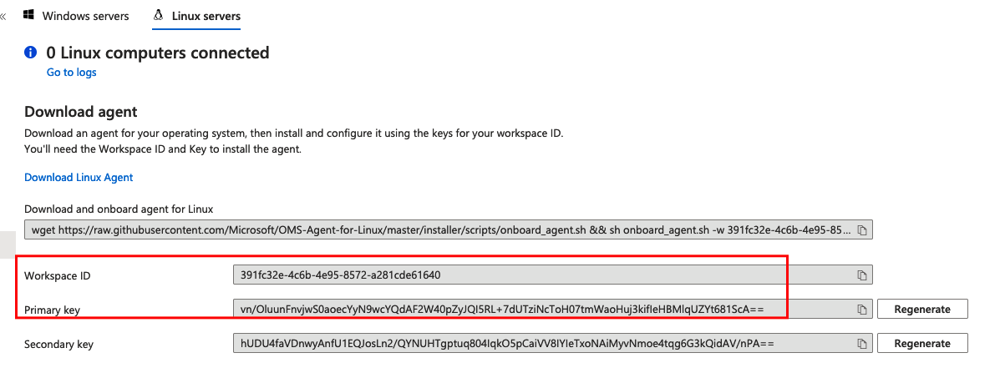 Windows servers Linux servers
0 Linux computers connected
Go to logs
Download agent
Download an agent for your operating system, then install and configure it using the keys for your workspace ID.
You'll need the Workspace ID and Key to install the agent.
Download Linux Agent
Download and onboard agent for Linux
wget https://raw.githubusercontent.com/Microsoft/OMS-Agent-for-Linux/master/installer/scripts/onboard_agent.sh && sh onboard_agent.sh -w 391fc32e-4c6b-4e95-85...
Workspace ID 391fc32e-4c6b-4e95-8572-a281cde61640
Primary key vn/OluunFnvjwS0aoecYyN9wcYQdAF2W40pZyJQI5RL+7dUTziNcToH07tmWaoHuj3kifIeHBMlqUZYt681ScA== Regenerate
Secondary key hUDU4faVDnwyAnfU1EQJosLn2/QYNUHTgptuq804IqkO5pCaiVV8IYIeTxoNAiMyvNmoe4tqg6G3kQidAV/nPA== Regenerate